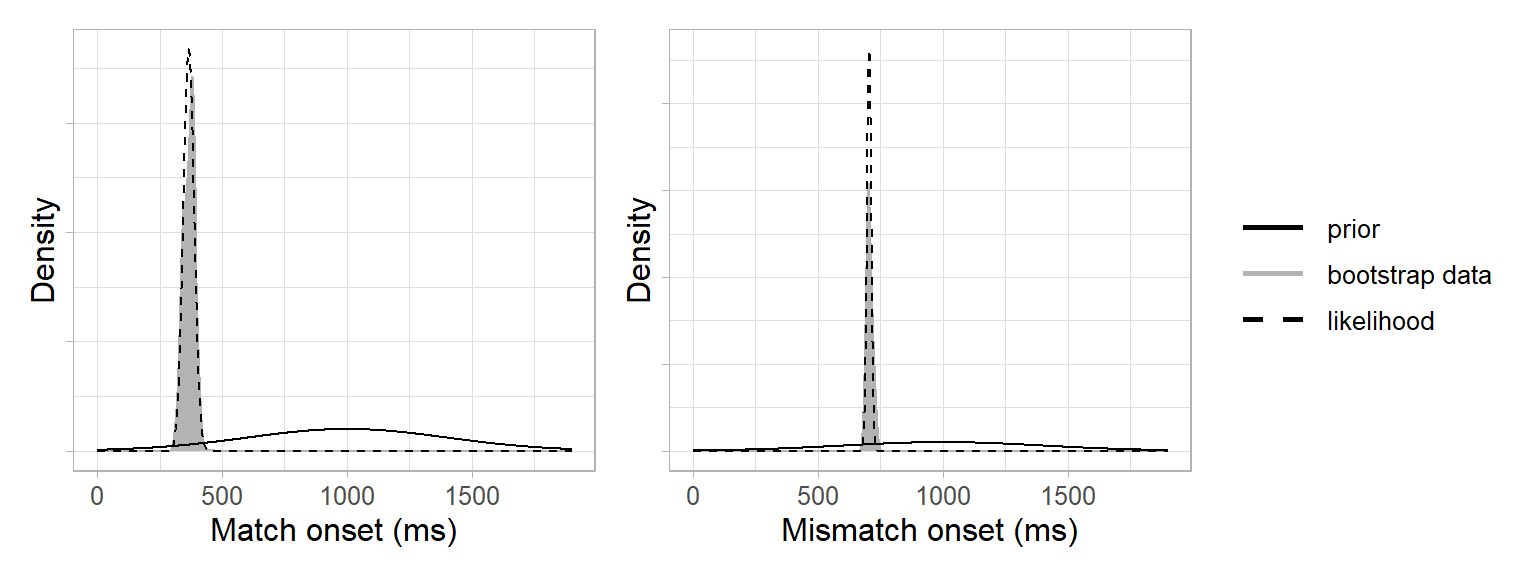 Density
0 500 1000 1500
Match onset (ms)
Density
0 500 1000 1500
Mismatch onset (ms)
prior
bootstrap data
likelihood